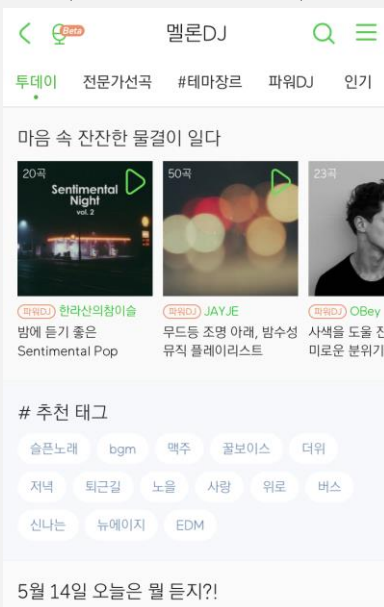 Beta
멜론DJ
투데이 전문가선곡 #테마장르 파워DJ 인기
마음 속 잔잔한 물결이 일다
20곡 50곡 23곡
Sentimental
Night
vol. 2
파워DJ 한라산의참이슬
밤에 듣기 좋은
Sentimental Pop
파워DJ JAYJE
무드등 조명 아래, 밤수성
뮤직 플레이리스트
파워DJ OBey
사색을 도울 잔
미로운 분위기
# 추천 태그
슬픈노래 bgm 맥주 꿀보이스 더위
저녁 퇴근길 노을 사랑 위로 버스
신나는 뉴에이지 EDM
5월 14일 오늘은 뭘 듣지?!